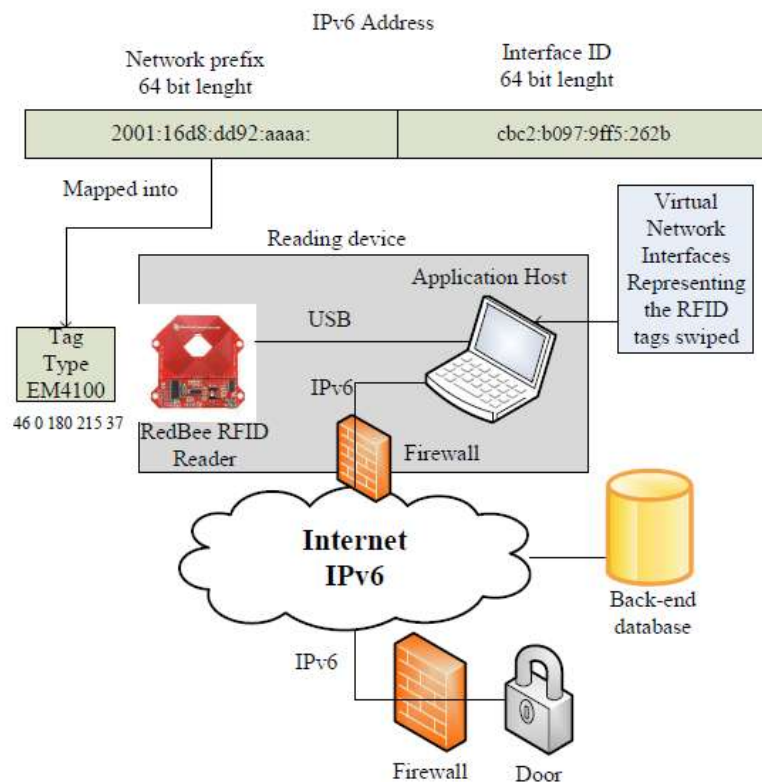 IPv6 Address
Network prefix
64 bit lenght
Interface ID
64 bit lenght
2001:16d8:dd92:aaaa:
cbc2:b097:9ff5:262b
Mapped into
Virtual
Network
Interfaces
Representing
the RFID
tags swiped
Reading device
Application Host
USB
Tag
Type
EM4100
46 0 180 215 37
IPv6
RedBee RFID
Reader
Firewall
Internet
IPv6
Back-end
database
IPv6
Firewall
Door